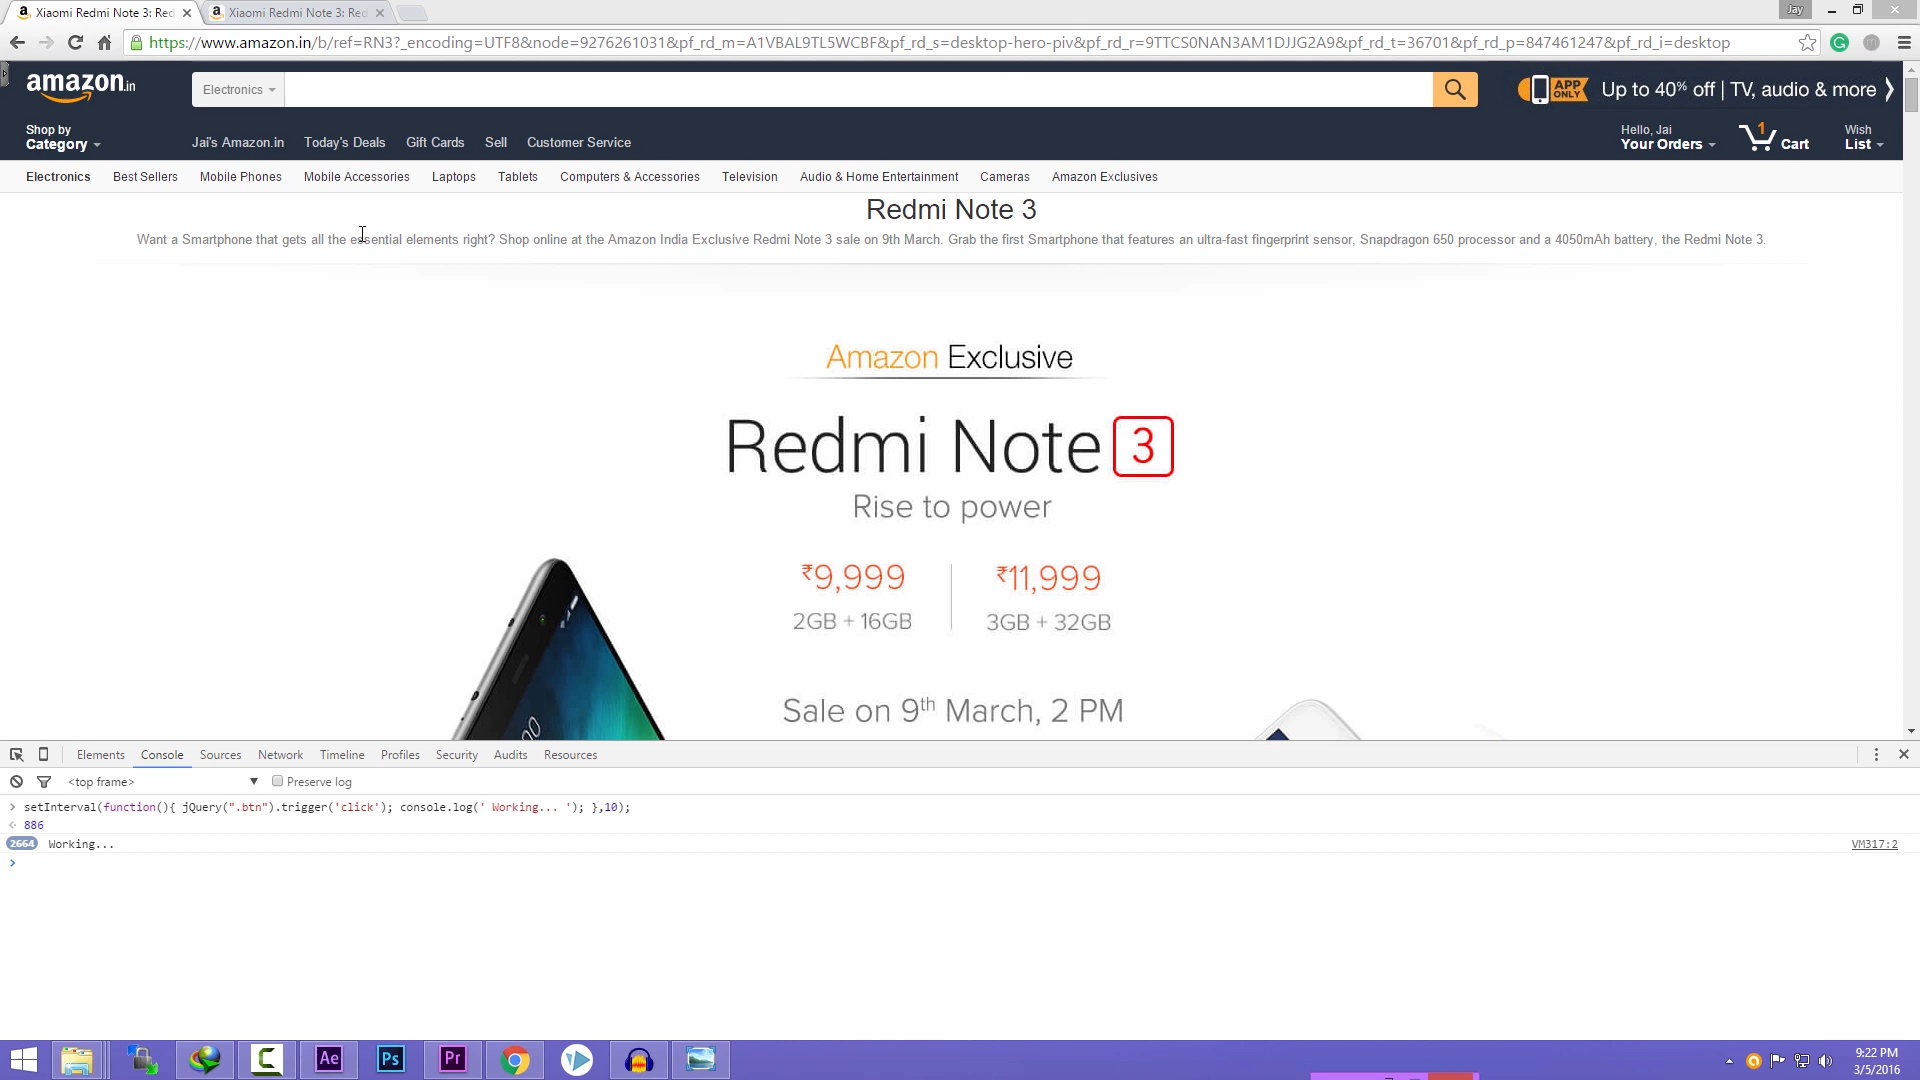 Xiaomi Redmi Note 3: Red
Xiaomi Redmi Note 3: Red
Jay
https://www.amazon.in/b/ref=RN3?_encoding=UTF8&node=9276261031&pf_rd_m=A1VBAL9TL5WCBF&pf_rd_s=desktop-hero-piv&pf_rd_r=9TTCS0NAN3AM1DJJG2A9&pf_rd_t=36701&pf_rd_p=847461247&pf_rd_i=desktop
amazon.in
Electronics
APP ONLY
Up to 40% off | TV, audio & more
Shop by
Category
Jai's Amazon.in Today's Deals Gift Cards Sell Customer Service
Hello, Jai
Your Orders
1
Cart
Wish
List
Electronics Best Sellers Mobile Phones Mobile Accessories Laptops Tablets Computers & Accessories Television Audio & Home Entertainment Cameras Amazon Exclusives
Redmi Note 3
Want a Smartphone that gets all the essential elements right? Shop online at the Amazon India Exclusive Redmi Note 3 sale on 9th March. Grab the first Smartphone that features an ultra-fast fingerprint sensor, Snapdragon 650 processor and a 4050mAh battery, the Redmi Note 3.
Amazon Exclusive
Redmi Note 3
Rise to power
₹9,999 ₹11,999
2GB + 16GB 3GB + 32GB
Sale on 9th March, 2 PM
Elements Console Sources Network Timeline Profiles Security Audits Resources
<top frame> Preserve log
setInterval(function(){ jQuery(".btn").trigger('click'); console.log(' Working... '); },10);
886
2664 Working... VM317:2
Ae Ps Pr
9:22 PM
3/5/2016